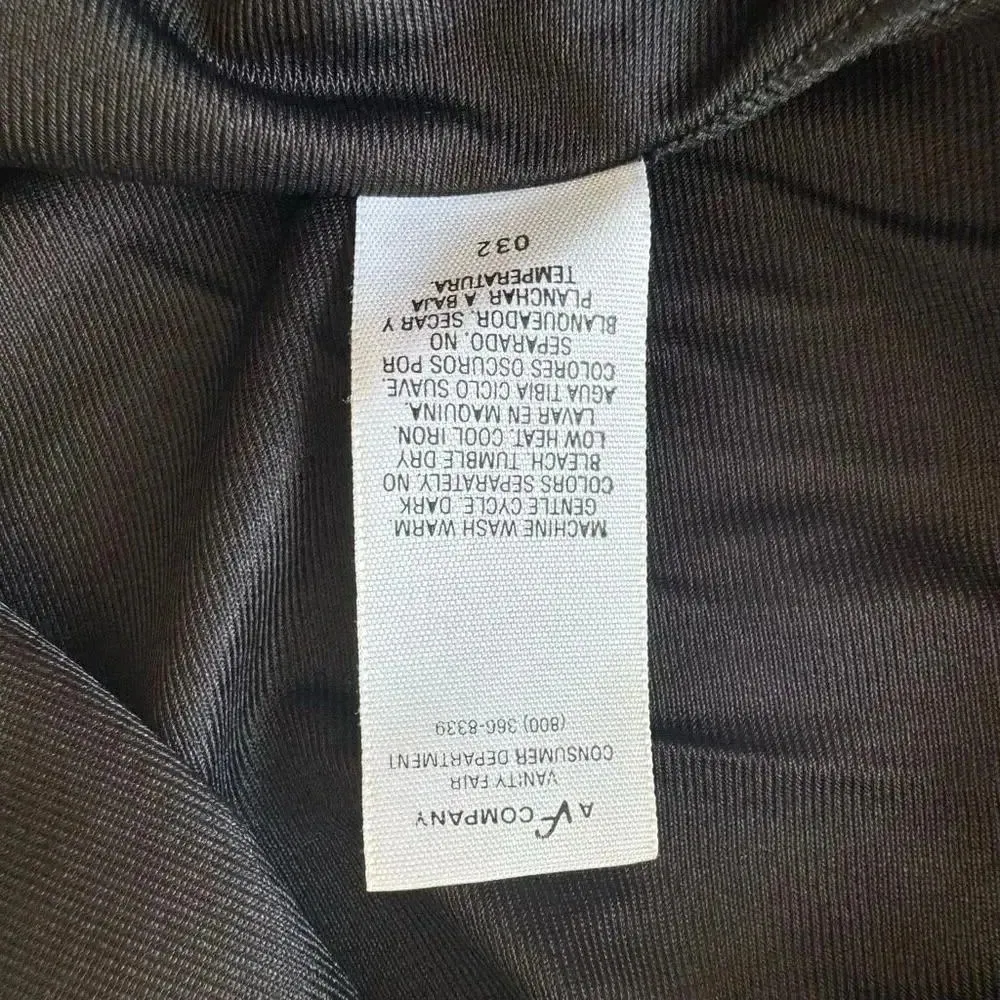 A VF COMPANY
VANITY FAIR
CONSUMER DEPARTMENT
(800) 366-8339
MACHINE WASH WARM.
GENTLE CYCLE. DARK
COLORS SEPARATELY NO
BLEACH. TUMBLE DRY
LOW HEAT. COOL IRON.
LAVAR EN MAQUINA.
AGUA TIBIA CICLO SUAVE.
COLORES OSCUROS POR
SEPARADO. NO
BLANQUEADOR. SECAR Y
PLANCHAR A BAJA
TEMPERATURA.
032